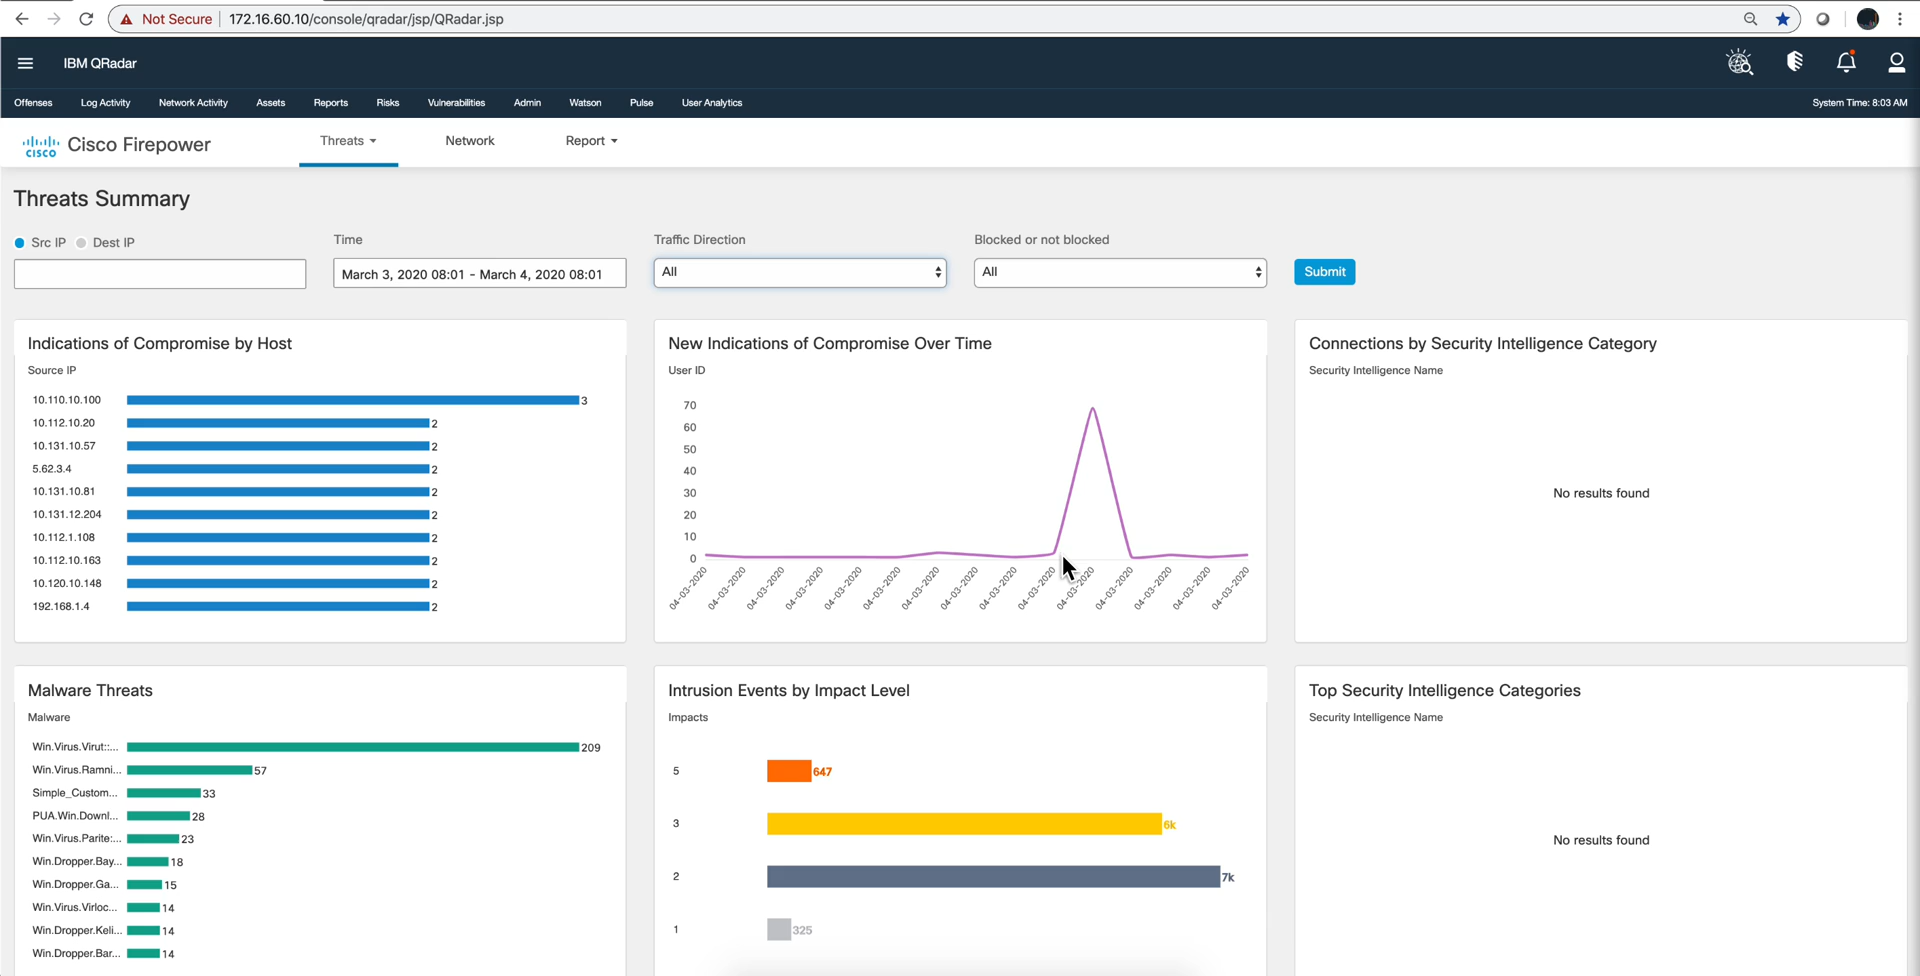 Not Secure 172.16.60.10/console/qradar/jsp/QRadar.jsp
IBM QRadar
Offenses Log Activity Network Activity Assets Reports Risks Vulnerabilities Admin Watson Pulse User Analytics System Time: 8:03 AM
CISCO Cisco Firepower Threats Network Report
Threats Summary
Src IP Dest IP Time Traffic Direction Blocked or not blocked
March 3, 2020 08:01 - March 4, 2020 08:01 All All Submit
Indications of Compromise by Host
Source IP
10.110.10.100 3
10.112.10.20 2
10.131.10.57 2
5.62.3.4 2
10.131.10.81 2
10.131.12.204 2
10.112.1.108 2
10.112.10.163 2
10.120.10.148 2
192.168.1.4 2
New Indications of Compromise Over Time
User ID
70
60
50
40
30
20
10
0
04-03-2020 04-03-2020 04-03-2020 04-03-2020 04-03-2020 04-03-2020 04-03-2020 04-03-2020 04-03-2020 04-03-2020 04-03-2020 04-03-2020 04-03-2020 04-03-2020 04-03-2020
Connections by Security Intelligence Category
Security Intelligence Name
No results found
Malware Threats
Malware
Win.Virus.Virut::... 209
Win.Virus.Ramni... 57
Simple_Custom... 33
PUA.Win.Downl... 28
Win.Virus.Parite:... 23
Win.Dropper.Bay... 18
Win.Dropper.Ga... 15
Win.Virus.Virloc... 14
Win.Dropper.Keli... 14
Win.Dropper.Bar... 14
Intrusion Events by Impact Level
Impacts
5 647
3 6k
2 7k
1 325
Top Security Intelligence Categories
Security Intelligence Name
No results found